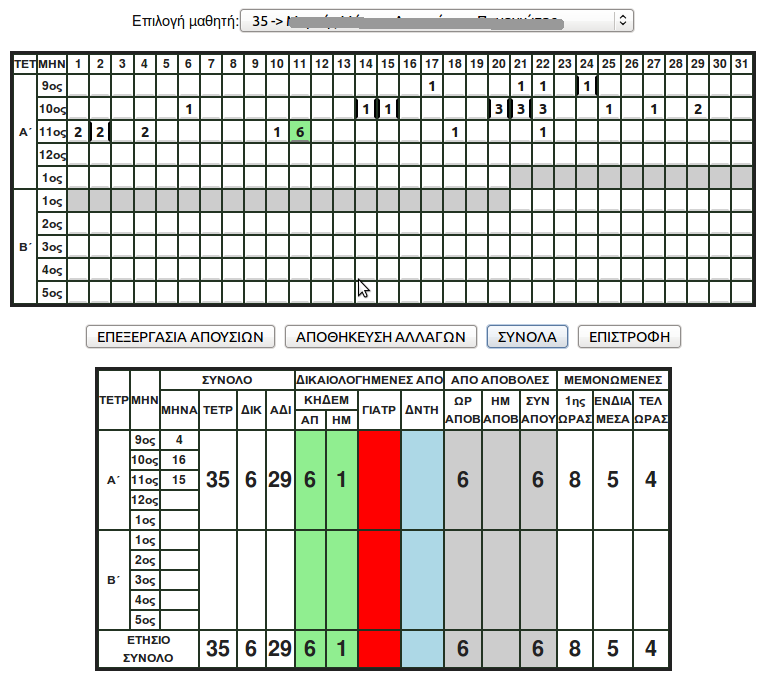 Επιλογή μαθητή: 35 ->
ΤΕΤ ΜΗΝ 1 2 3 4 5 6 7 8 9 10 11 12 13 14 15 16 17 18 19 20 21 22 23 24 25 26 27 28 29 30 31
9ος 1 1 1 1
10ος 1 1 1 3 3 3 1 1 2
Α΄ 11ος 2 2 2 1 6 1 1
12ος
1ος
1ος
2ος
Β΄ 3ος
4ος
5ος
ΕΠΕΞΕΡΓΑΣΙΑ ΑΠΟΥΣΙΩΝ ΑΠΟΘΗΚΕΥΣΗ ΑΛΛΑΓΩΝ ΣΥΝΟΛΑ ΕΠΙΣΤΡΟΦΗ
ΤΕΤΡ ΜΗΝ ΣΥΝΟΛΟ ΔΙΚΑΙΟΛΟΓΗΜΕΝΕΣ ΑΠΟ ΑΠΟ ΑΠΟΒΟΛΕΣ ΜΕΜΟΝΩΜΕΝΕΣ
ΜΗΝΑ ΤΕΤΡ ΔΙΚ ΑΔΙ ΚΗΔΕΜ ΓΙΑΤΡ ΔΝΤΗ ΩΡ ΑΠΟΒ ΗΜ ΑΠΟΒ ΣΥΝ ΑΠΟΥ 1ης ΩΡΑΣ ΕΝΔΙΑ ΜΕΣΑ ΤΕΛ ΩΡΑΣ
ΑΠ ΗΜ
9ος 4
10ος 16
Α΄ 11ος 15 35 6 29 6 1 6 6 8 5 4
12ος
1ος
1ος
2ος
Β΄ 3ος
4ος
5ος
ΕΤΗΣΙΟ ΣΥΝΟΛΟ 35 6 29 6 1 6 6 8 5 4